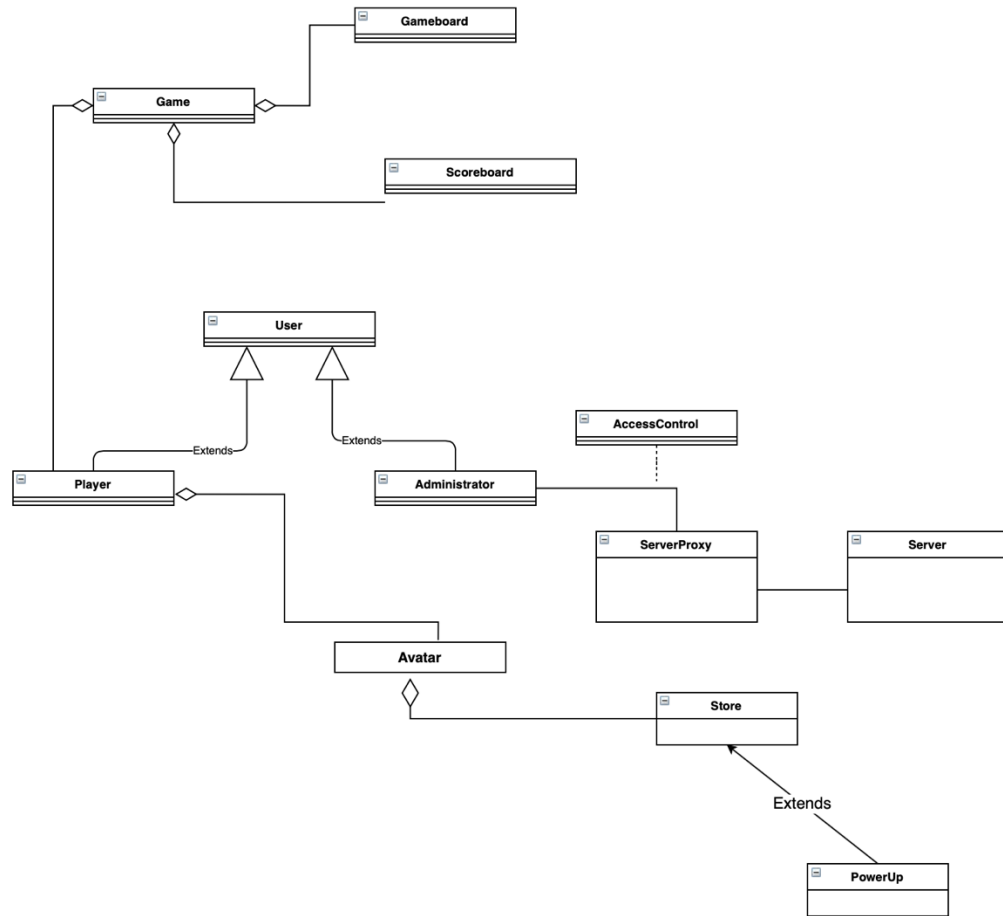 Gameboard
Game
Scoreboard
User
Extends
Extends
AccessControl
Player
Administrator
ServerProxy
Server
Avatar
Store
Extends
PowerUp